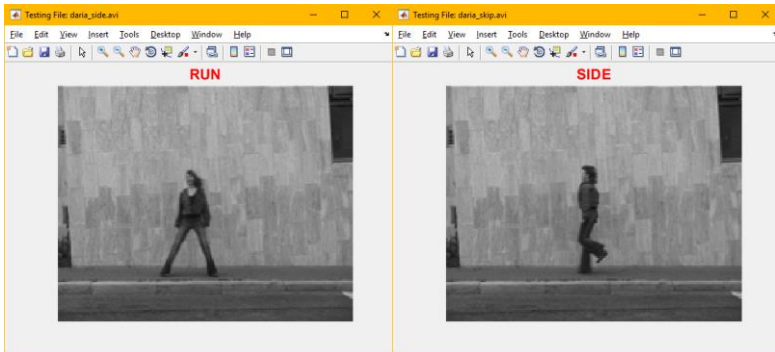 Testing File: daria_side.avi
File Edit View Insert Tools Desktop Window Help
RUN
Testing File: daria_skip.avi
File Edit View Insert Tools Desktop Window Help
SIDE